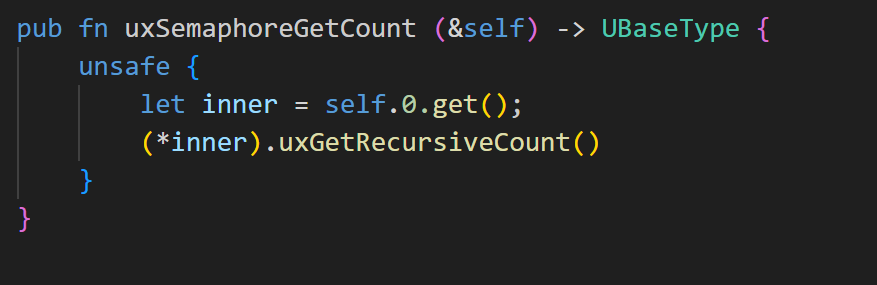 pub fn uxSemaphoreGetCount (&self) -> UBaseType {
    unsafe {
        let inner = self.0.get();
        (*inner).uxGetRecursiveCount()
    }
}